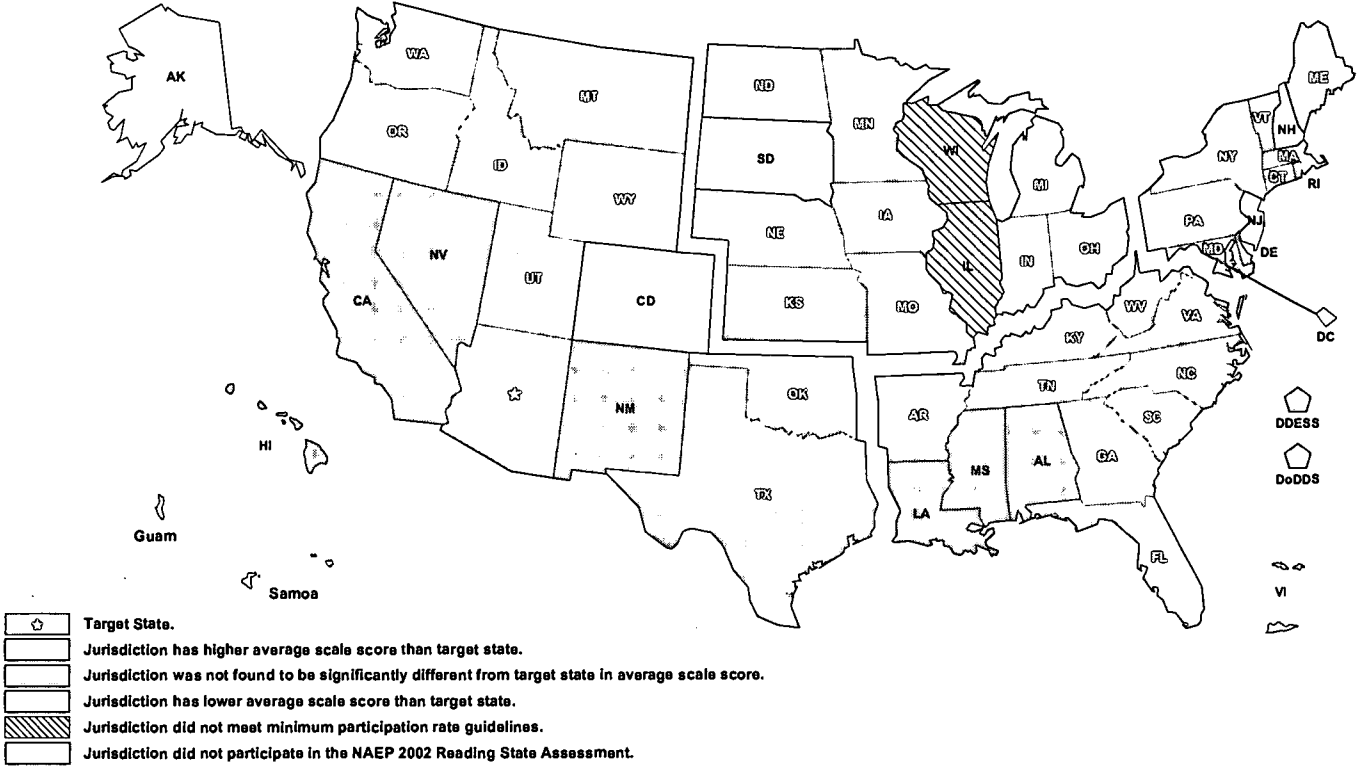 AK
WA
OR
ID
MT
WY
NV
CA
UT
CD
NM
ND
SD
NE
KS
MN
IA
MO
WI
IL
MI
IN
OH
OK
TX
AR
LA
MS
AL
GA
FL
TN
KY
WV
VA
NC
SC
PA
NY
VT
NH
ME
MA
CT
RI
NJ
DE
MD
DC
DDESS
DoDDS
VI
HI
Guam
Samoa
Target State.
Jurisdiction has higher average scale score than target state.
Jurisdiction was not found to be significantly different from target state in average scale score.
Jurisdiction has lower average scale score than target state.
Jurisdiction did not meet minimum participation rate guidelines.
Jurisdiction did not participate in the NAEP 2002 Reading State Assessment.